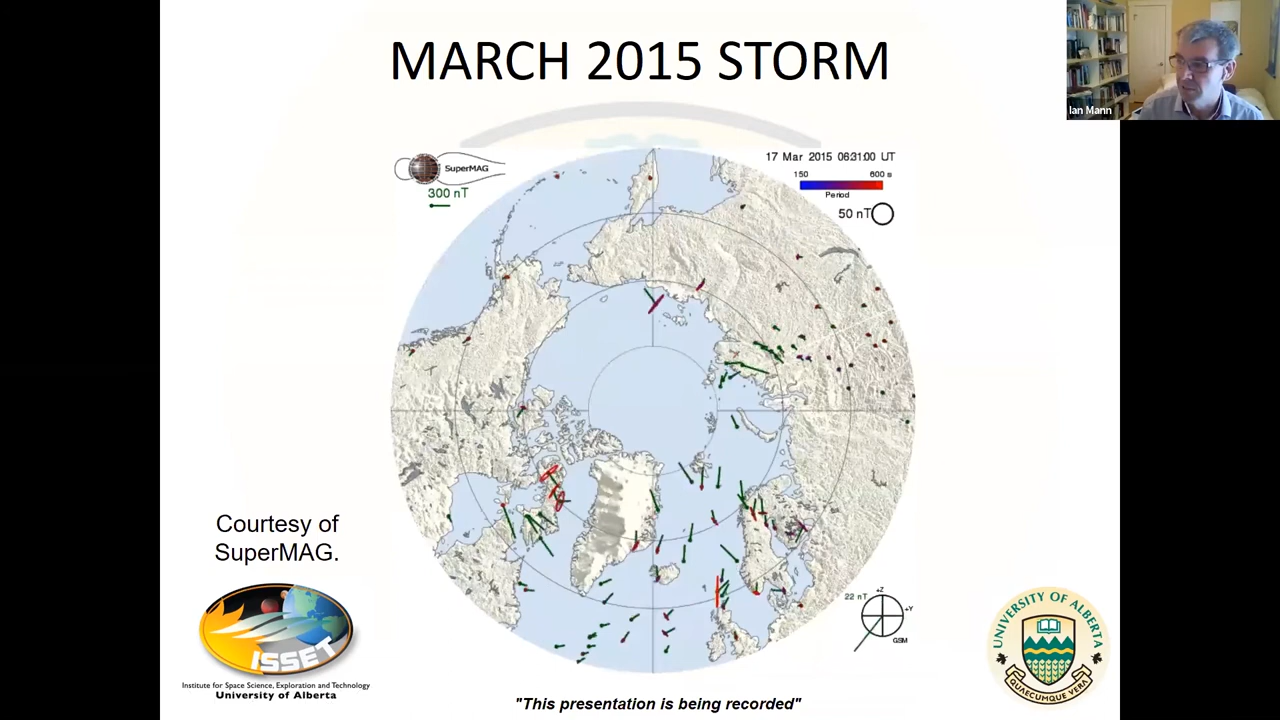 MARCH 2015 STORM
Ian Mann
SuperMAG
300 nT
17 Mar 2015 06:31:00 UT
150 600 s
Period
50 nT
Courtesy of
SuperMAG.
22 nT
+Z
+Y
GSM
ISSET
Institute for Space Science, Exploration and Technology
University of Alberta
UNIVERSITY OF ALBERTA
QUAECUMQUE VERA
"This presentation is being recorded"